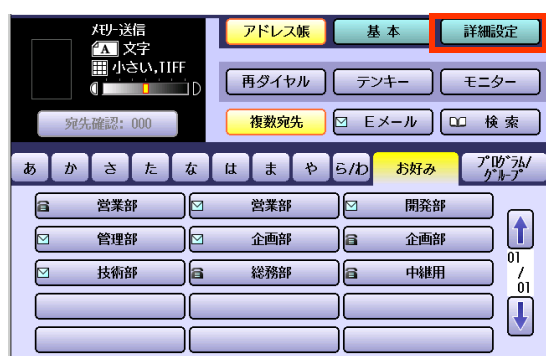 ﾒﾓﾘｰ送信
A 文字
小さい,TIFF
D
宛先確認: 000
アドレス帳
基本
詳細設定
再ダイヤル
テンキー
モニター
複数宛先
Eメール
検索
あ
か
さ
た
な
は
ま
や
ら/わ
お好み
ﾌﾟﾛｸﾞﾗﾑ/
ｸﾞﾙｰﾌﾟ
営業部
営業部
開発部
管理部
企画部
企画部
技術部
総務部
中継用
01
/
01